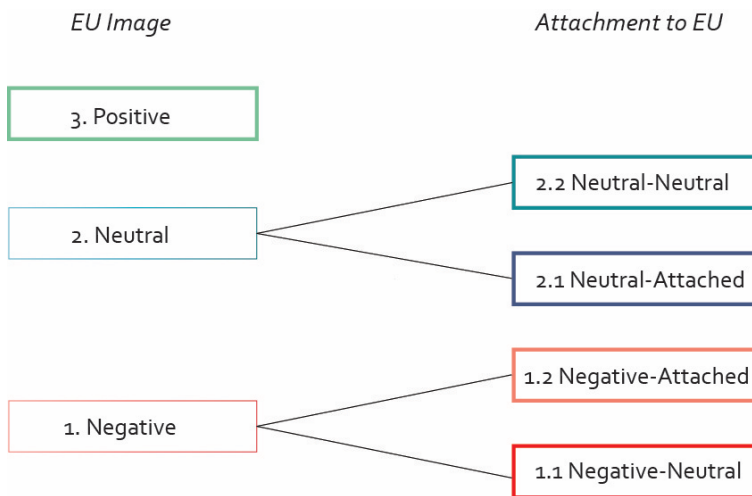 EU Image
Attachment to EU
3. Positive
2.2 Neutral-Neutral
2. Neutral
2.1 Neutral-Attached
1.2 Negative-Attached
1. Negative
1.1 Negative-Neutral